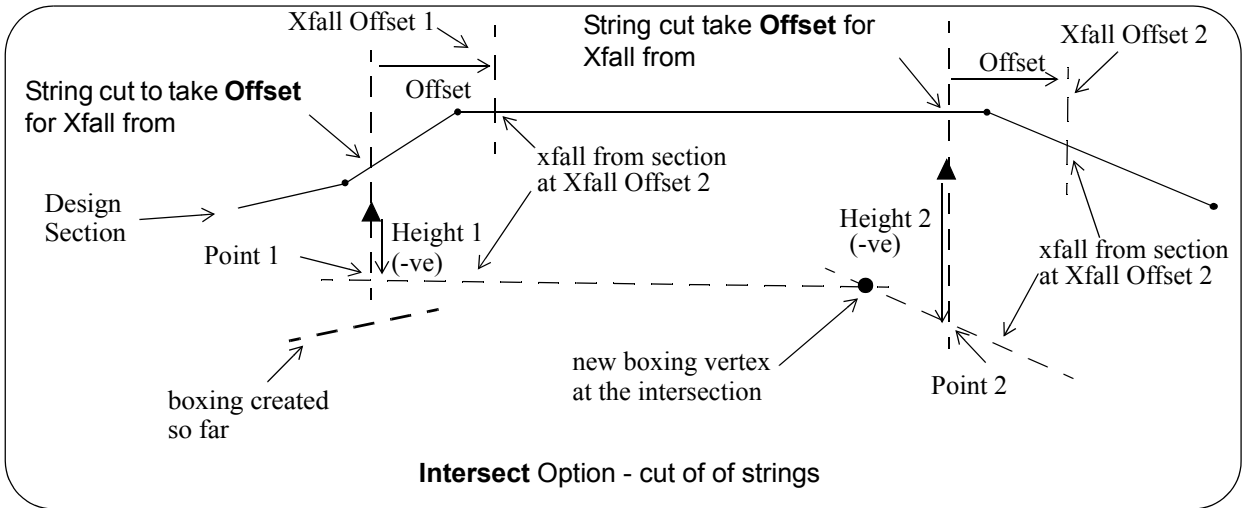 Xfall Offset 1
String cut take Offset for
Xfall from
Xfall Offset 2
Offset
Offset
String cut to take Offset
for Xfall from
xfall from section
at Xfall Offset 2
Design
Section
Height 1
(-ve)
Point 1
Height 2
(-ve)
xfall from section
at Xfall Offset 2
new boxing vertex
at the intersection
Point 2
boxing created
so far
Intersect Option - cut of of strings